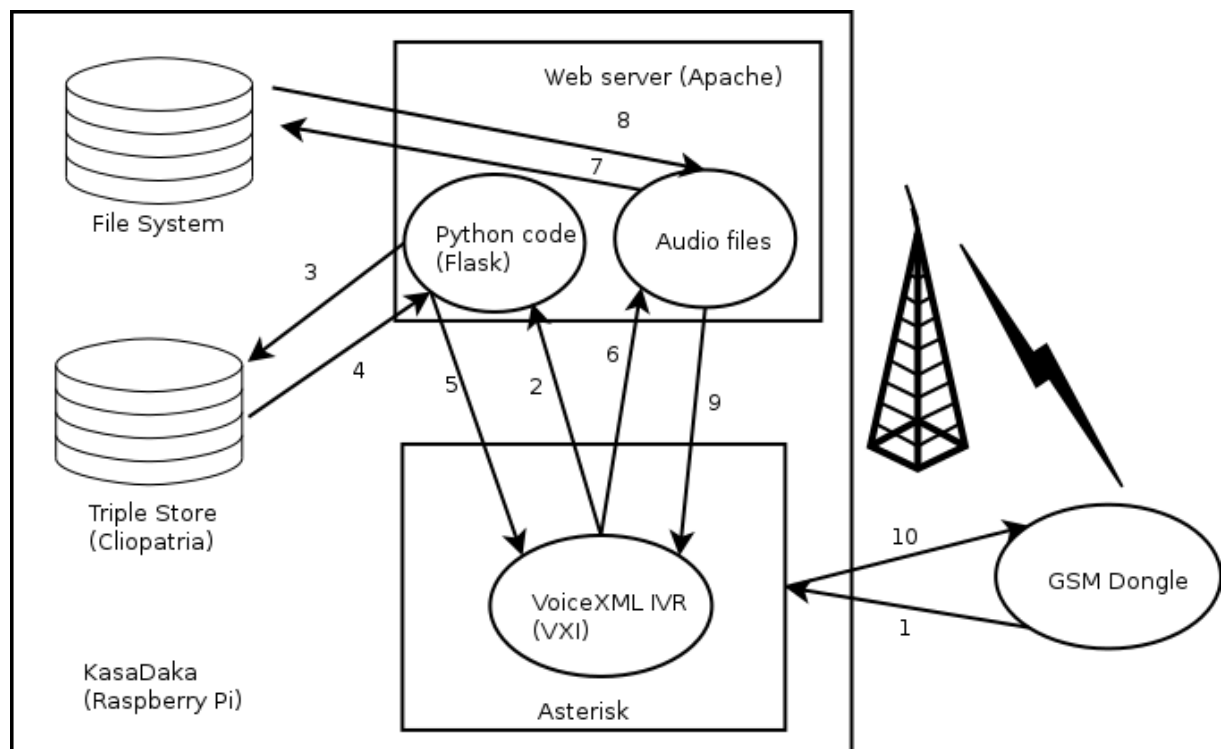 Web server (Apache)
8
7
File System
Python code
(Flask)
Audio files
3
4
5
2
6
9
Triple Store
(Cliopatria)
10
GSM Dongle
1
VoiceXML IVR
(VXI)
KasaDaka
(Raspberry Pi)
Asterisk